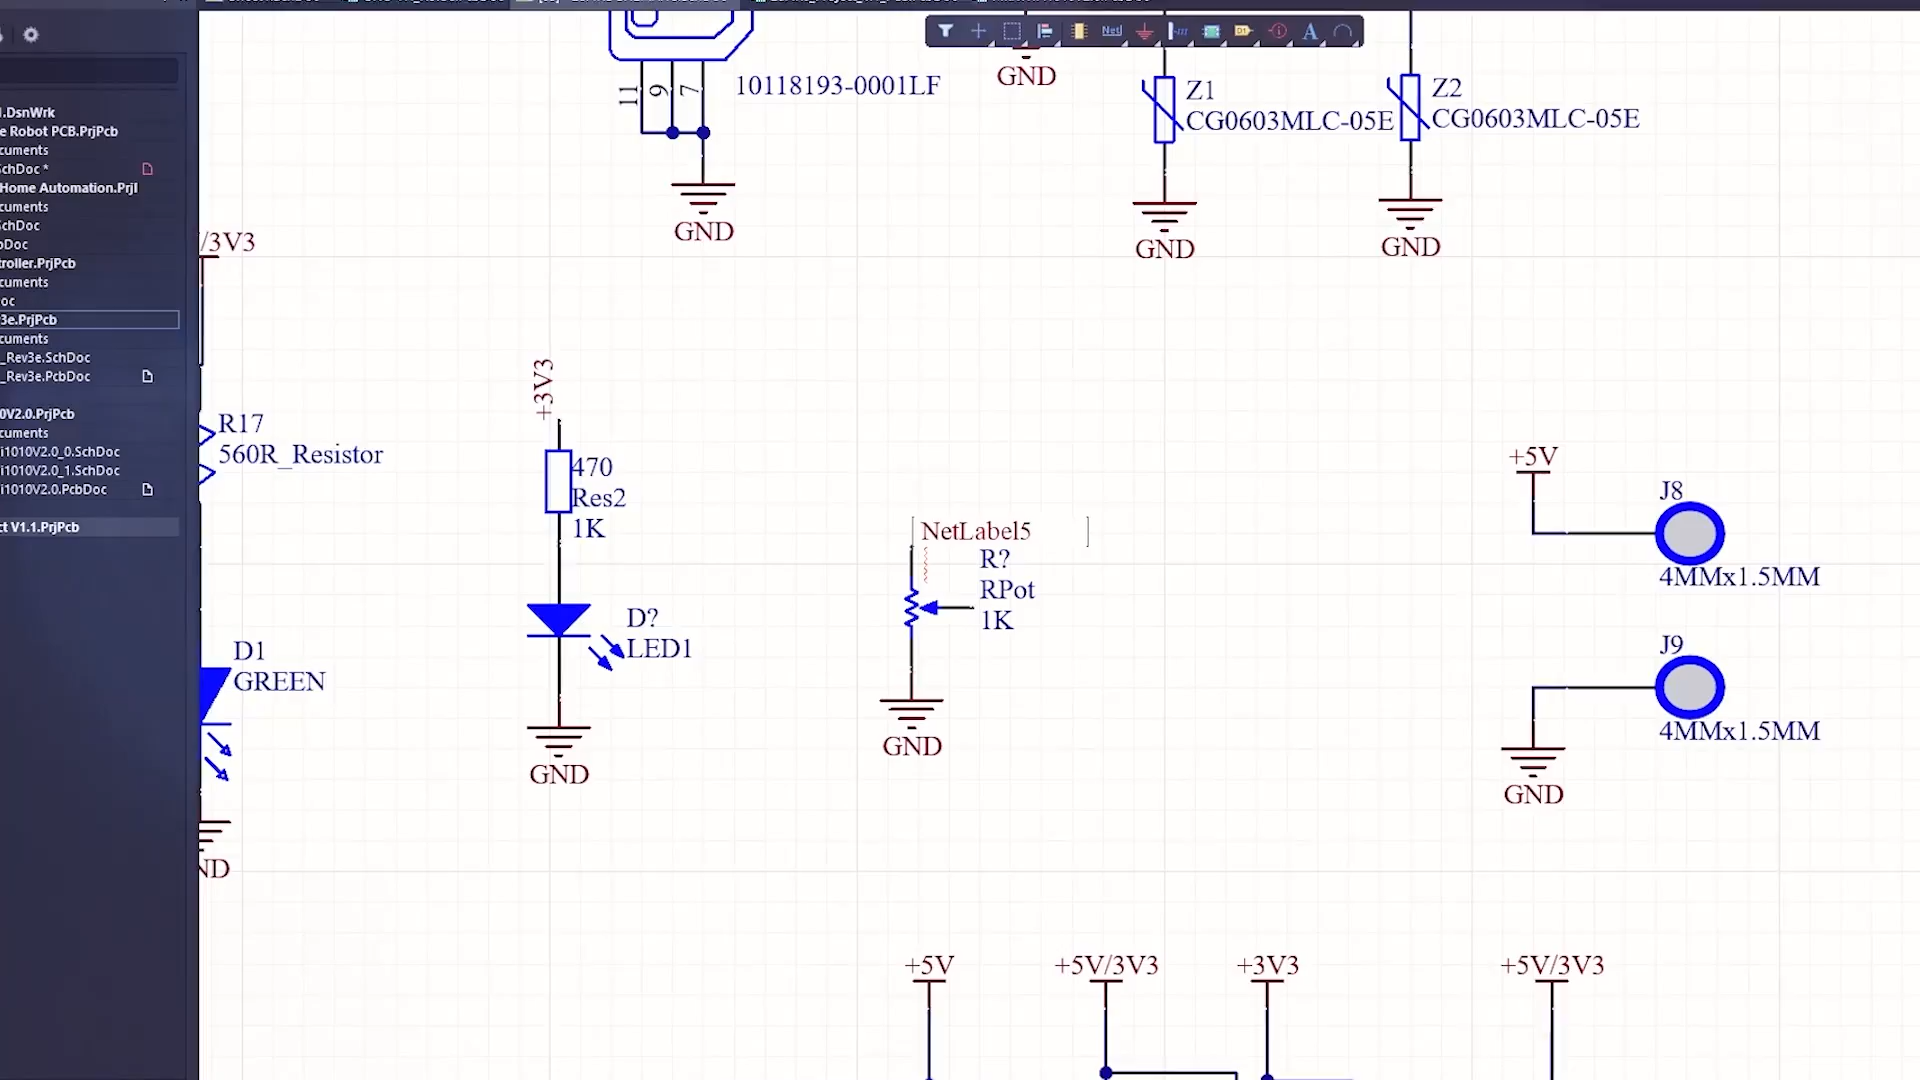 .DsnWrk
e Robot PCB.PrjPcb
cuments
SchDoc *
Home Automation.PrjI
cuments
SchDoc
bDoc
troller.PrjPcb
cuments
oc
3e.PrjPcb
cuments
_Rev3e.SchDoc
_Rev3e.PcbDoc
0V2.0.PrjPcb
cuments
i1010V2.0_0.SchDoc
i1010V2.0_1.SchDoc
i1010V2.0.PcbDoc
ct V1.1.PrjPcb
Net
A
11
9
7
10118193-0001LF
GND
GND
Z1
CG0603MLC-05E
GND
Z2
CG0603MLC-05E
GND
/3V3
R17
560R_Resistor
D1
GREEN
ND
+3V3
470
Res2
1K
D?
LED1
GND
NetLabel5
R?
RPot
1K
GND
+5V
J8
4MMx1.5MM
J9
4MMx1.5MM
GND
+5V
+5V/3V3
+3V3
+5V/3V3